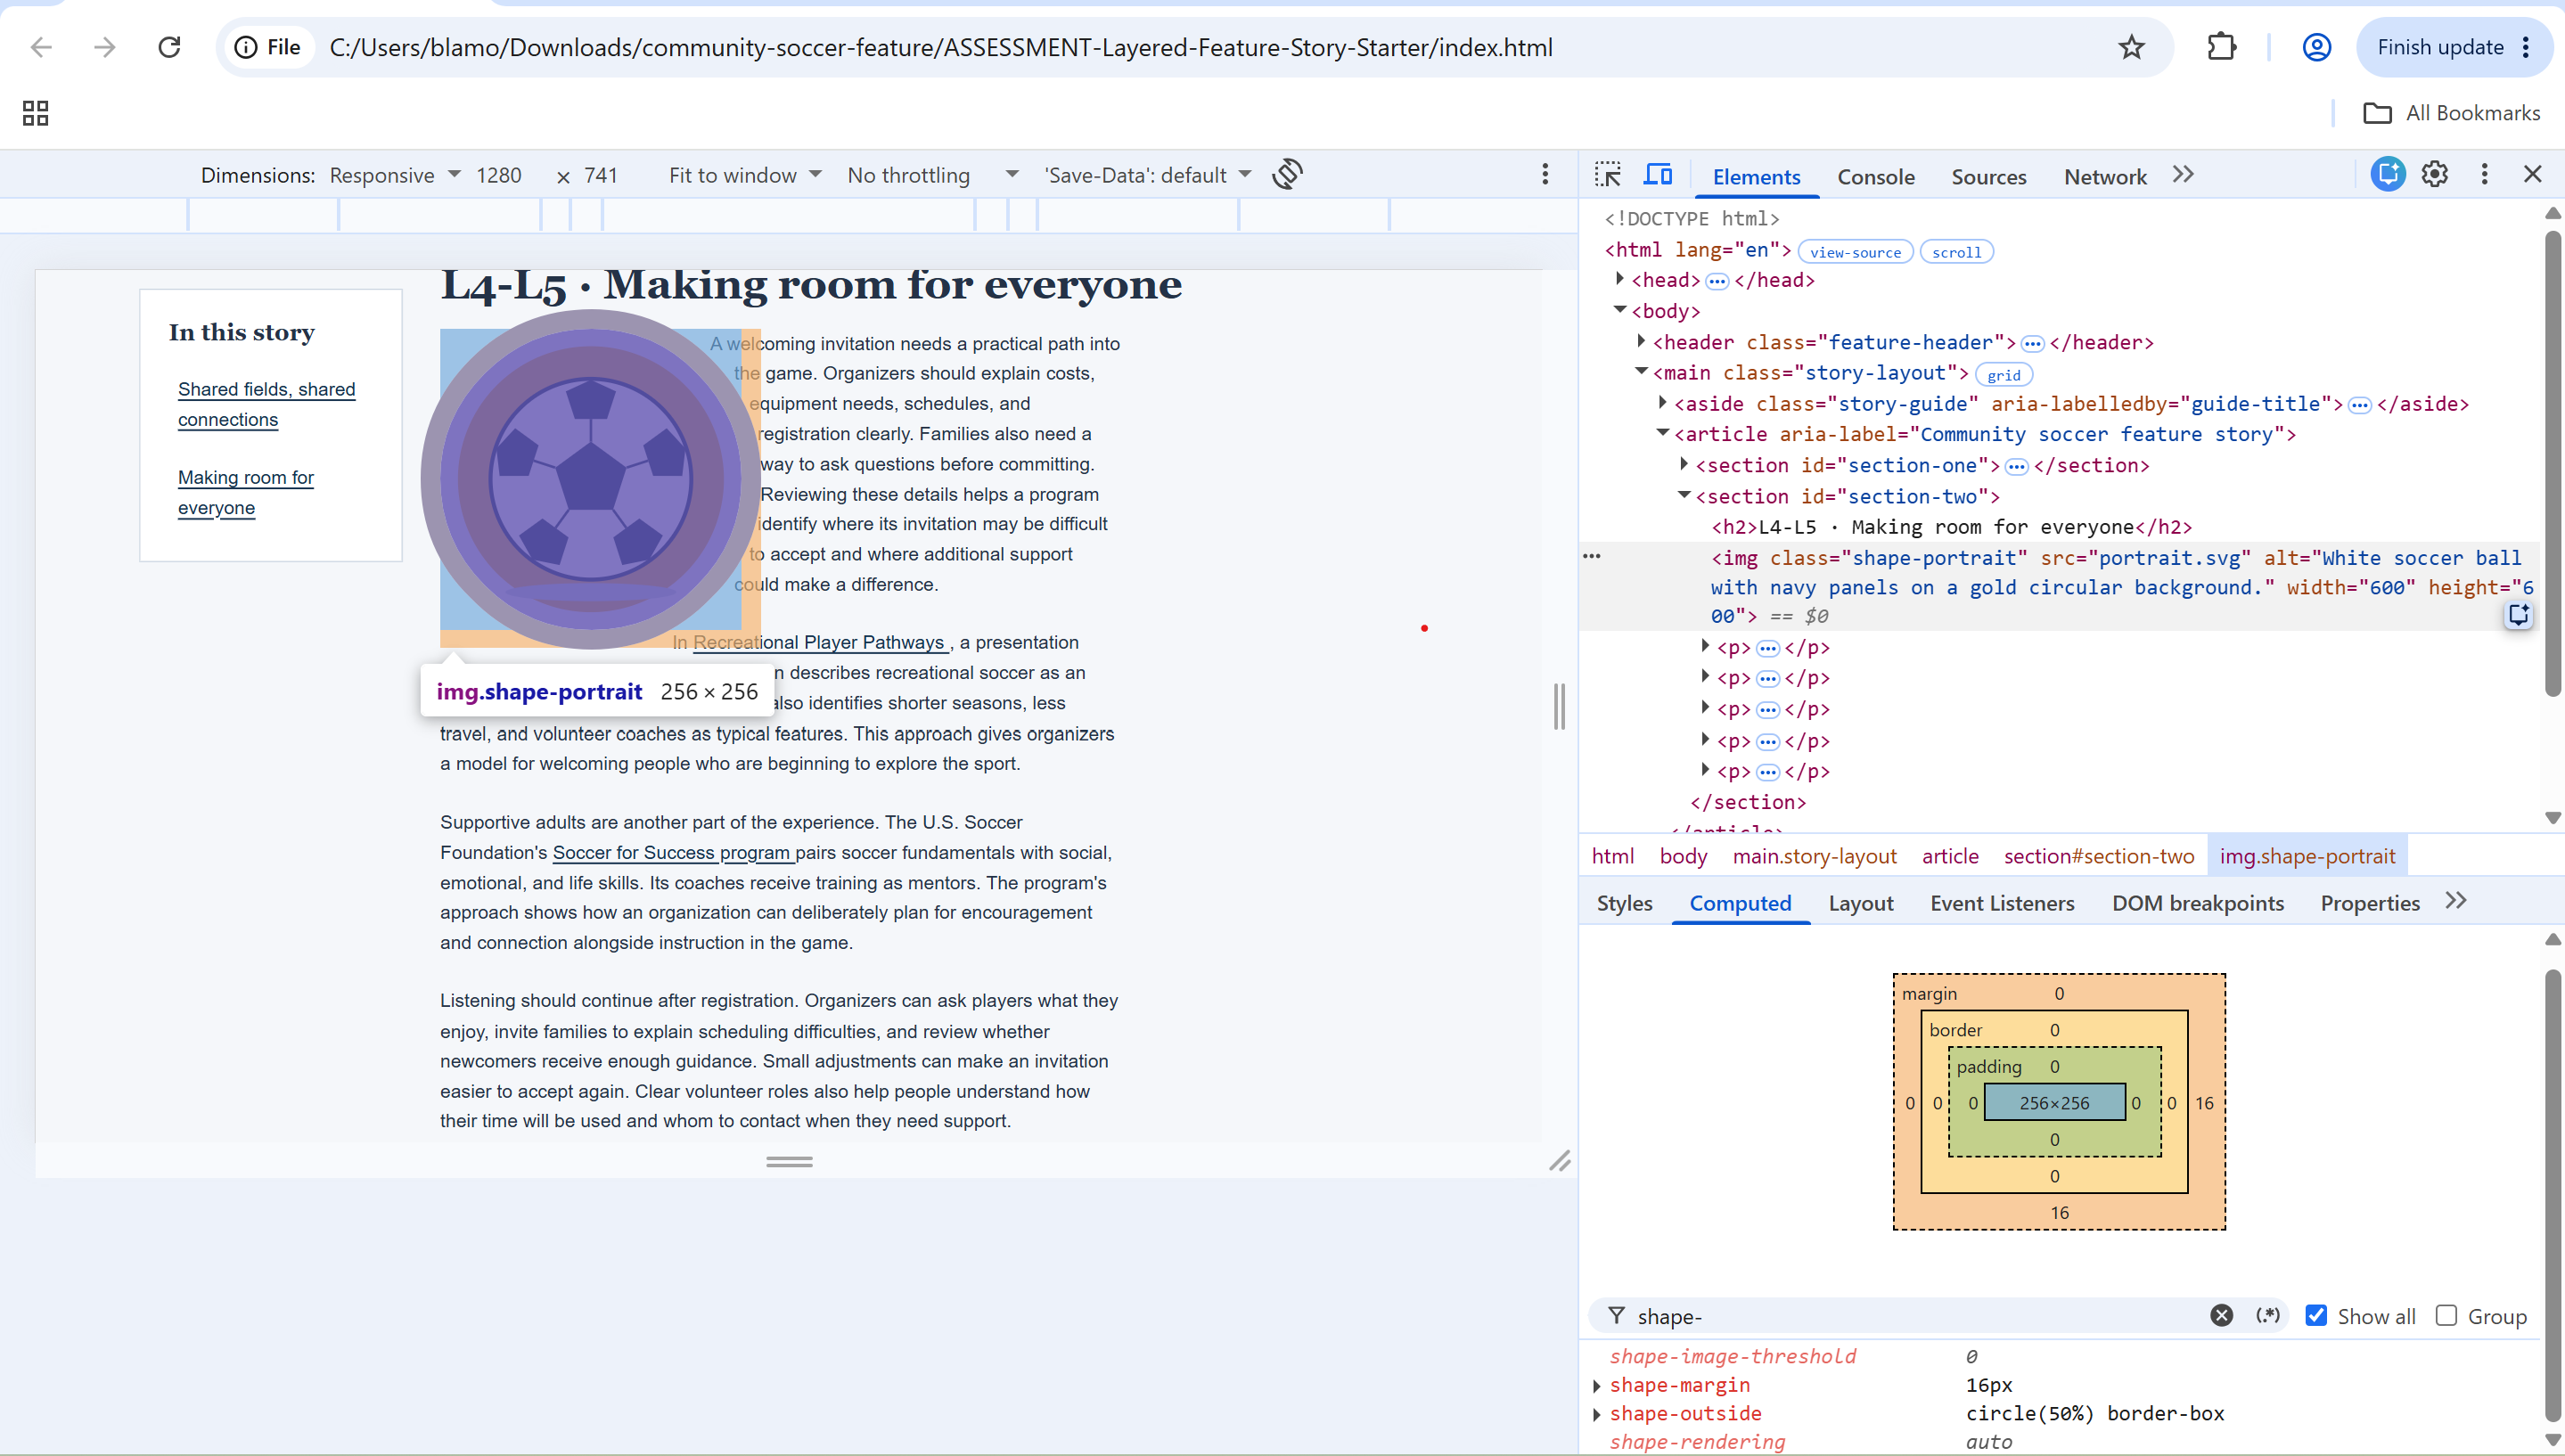 File C:/Users/blamo/Downloads/community-soccer-feature/ASSESSMENT-Layered-Feature-Story-Starter/index.html Finish update
All Bookmarks
Dimensions: Responsive 1280 × 741 Fit to window No throttling 'Save-Data': default
L4-L5 · Making room for everyone
In this story
Shared fields, shared
connections
Making room for
everyone
A welcoming invitation needs a practical path into
the game. Organizers should explain costs,
equipment needs, schedules, and
registration clearly. Families also need a
way to ask questions before committing.
Reviewing these details helps a program
identify where its invitation may be difficult
to accept and where additional support
could make a difference.
In Recreational Player Pathways , a presentation
n describes recreational soccer as an
also identifies shorter seasons, less
travel, and volunteer coaches as typical features. This approach gives organizers
a model for welcoming people who are beginning to explore the sport.
img.shape-portrait 256 × 256
Supportive adults are another part of the experience. The U.S. Soccer
Foundation's Soccer for Success program pairs soccer fundamentals with social,
emotional, and life skills. Its coaches receive training as mentors. The program's
approach shows how an organization can deliberately plan for encouragement
and connection alongside instruction in the game.
Listening should continue after registration. Organizers can ask players what they
enjoy, invite families to explain scheduling difficulties, and review whether
newcomers receive enough guidance. Small adjustments can make an invitation
easier to accept again. Clear volunteer roles also help people understand how
their time will be used and whom to contact when they need support.
Elements Console Sources Network
<!DOCTYPE html>
<html lang="en"> view-source scroll
<head> ••• </head>
<body>
<header class="feature-header"> ••• </header>
<main class="story-layout"> grid
<aside class="story-guide" aria-labelledby="guide-title"> ••• </aside>
<article aria-label="Community soccer feature story">
<section id="section-one"> ••• </section>
<section id="section-two">
<h2>L4-L5 · Making room for everyone</h2>
<img class="shape-portrait" src="portrait.svg" alt="White soccer ball
with navy panels on a gold circular background." width="600" height="6
00"> == $0
<p> ••• </p>
<p> ••• </p>
<p> ••• </p>
<p> ••• </p>
<p> ••• </p>
</section>
</article>
html body main.story-layout article section#section-two img.shape-portrait
Styles Computed Layout Event Listeners DOM breakpoints Properties
margin 0
border 0
padding 0
0 0 0 256×256 0 0 16
0
0
16
shape- (.*) Show all Group
shape-image-threshold 0
shape-margin 16px
shape-outside circle(50%) border-box
shape-rendering auto